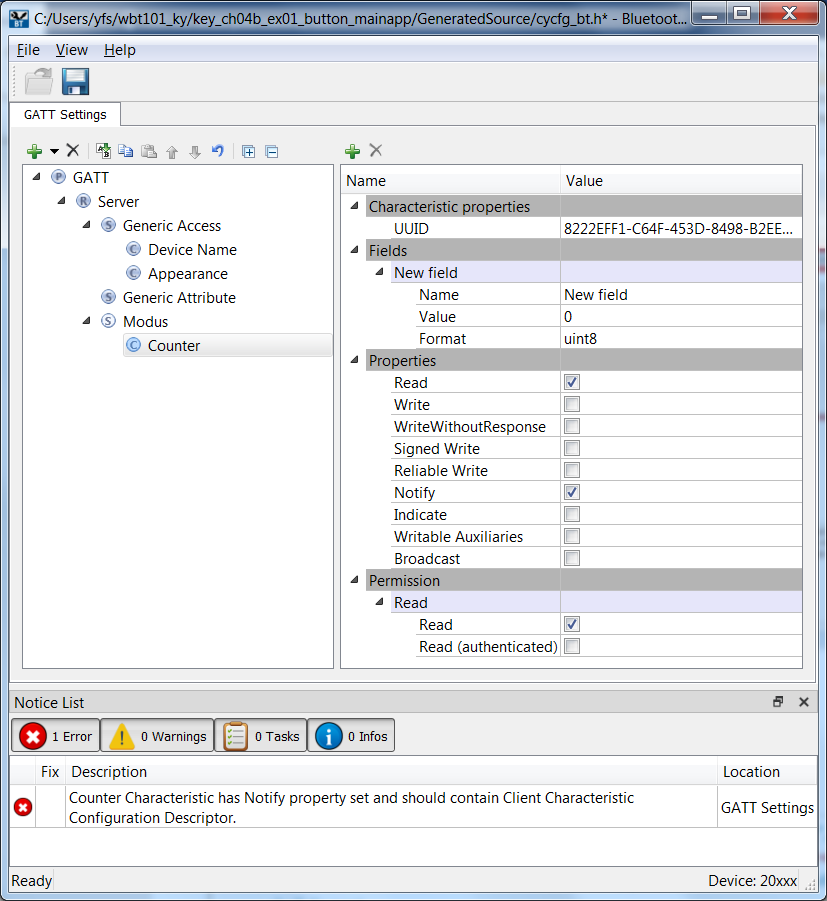 C:/Users/yfs/wbt101_ky/key_ch04b_ex01_button_mainapp/GeneratedSource/cycfg_bt.h* - Bluetoot...
File View Help
GATT Settings
GATT
Server
Generic Access
Device Name
Appearance
Generic Attribute
Modus
Counter
Name Value
Characteristic properties
UUID 8222EFF1-C64F-453D-8498-B2EE...
Fields
New field
Name New field
Value 0
Format uint8
Properties
Read
Write
WriteWithoutResponse
Signed Write
Reliable Write
Notify
Indicate
Writable Auxiliaries
Broadcast
Permission
Read
Read
Read (authenticated)
Notice List
1 Error 0 Warnings 0 Tasks 0 Infos
Fix Description Location
Counter Characteristic has Notify property set and should contain Client Characteristic
Configuration Descriptor.
GATT Settings
Ready Device: 20xxx